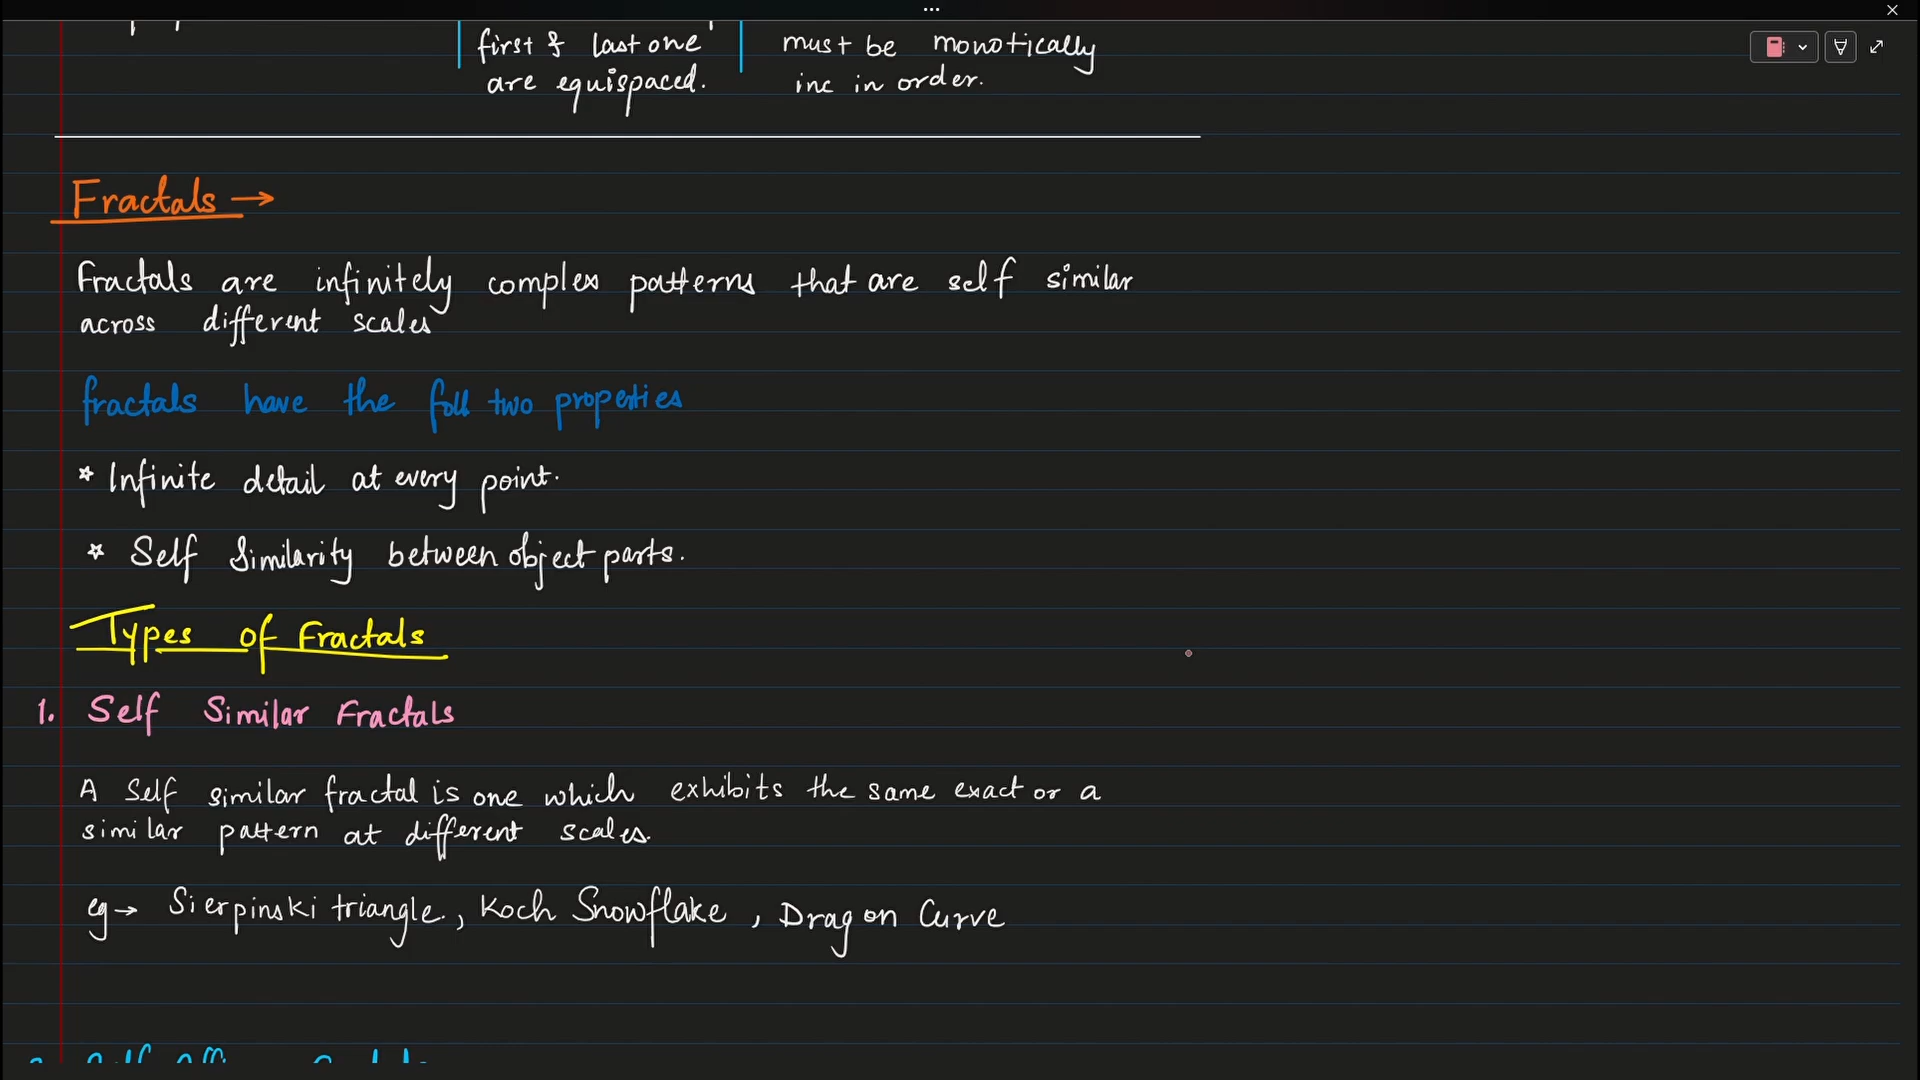 first & last one
must be monotically
are equispaced.
inc in order.
Fractals →
Fractals are infinitely complex patterns that are self similar
across different scales
fractals have the foll two properties
* Infinite detail at every point.
* Self Similarity between object parts.
Types of Fractals
1. Self Similar Fractals
A Self similar fractal is one which exhibits the same exact or a
similar pattern at different scales.
eg→ Sierpinski triangle., Koch Snowflake, Dragon Curve